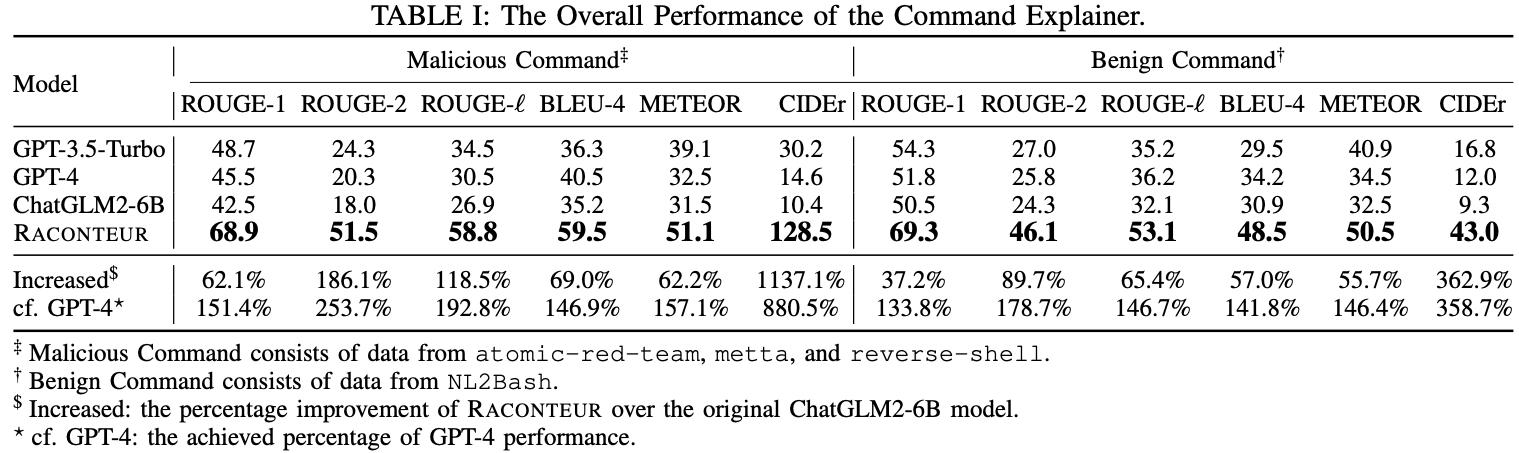 TABLE I: The Overall Performance of the Command Explainer.
Model Malicious Command‡ Benign Command†
ROUGE-1 ROUGE-2 ROUGE-ℓ BLEU-4 METEOR CIDEr ROUGE-1 ROUGE-2 ROUGE-ℓ BLEU-4 METEOR CIDEr
GPT-3.5-Turbo 48.7 24.3 34.5 36.3 39.1 30.2 54.3 27.0 35.2 29.5 40.9 16.8
GPT-4 45.5 20.3 30.5 40.5 32.5 14.6 51.8 25.8 36.2 34.2 34.5 12.0
ChatGLM2-6B 42.5 18.0 26.9 35.2 31.5 10.4 50.5 24.3 32.1 30.9 32.5 9.3
RACONTEUR 68.9 51.5 58.8 59.5 51.1 128.5 69.3 46.1 53.1 48.5 50.5 43.0
Increased$ 62.1% 186.1% 118.5% 69.0% 62.2% 1137.1% 37.2% 89.7% 65.4% 57.0% 55.7% 362.9%
cf. GPT-4⋆ 151.4% 253.7% 192.8% 146.9% 157.1% 880.5% 133.8% 178.7% 146.7% 141.8% 146.4% 358.7%
‡ Malicious Command consists of data from atomic-red-team, metta, and reverse-shell.
† Benign Command consists of data from NL2Bash.
$ Increased: the percentage improvement of RACONTEUR over the original ChatGLM2-6B model.
⋆ cf. GPT-4: the achieved percentage of GPT-4 performance.